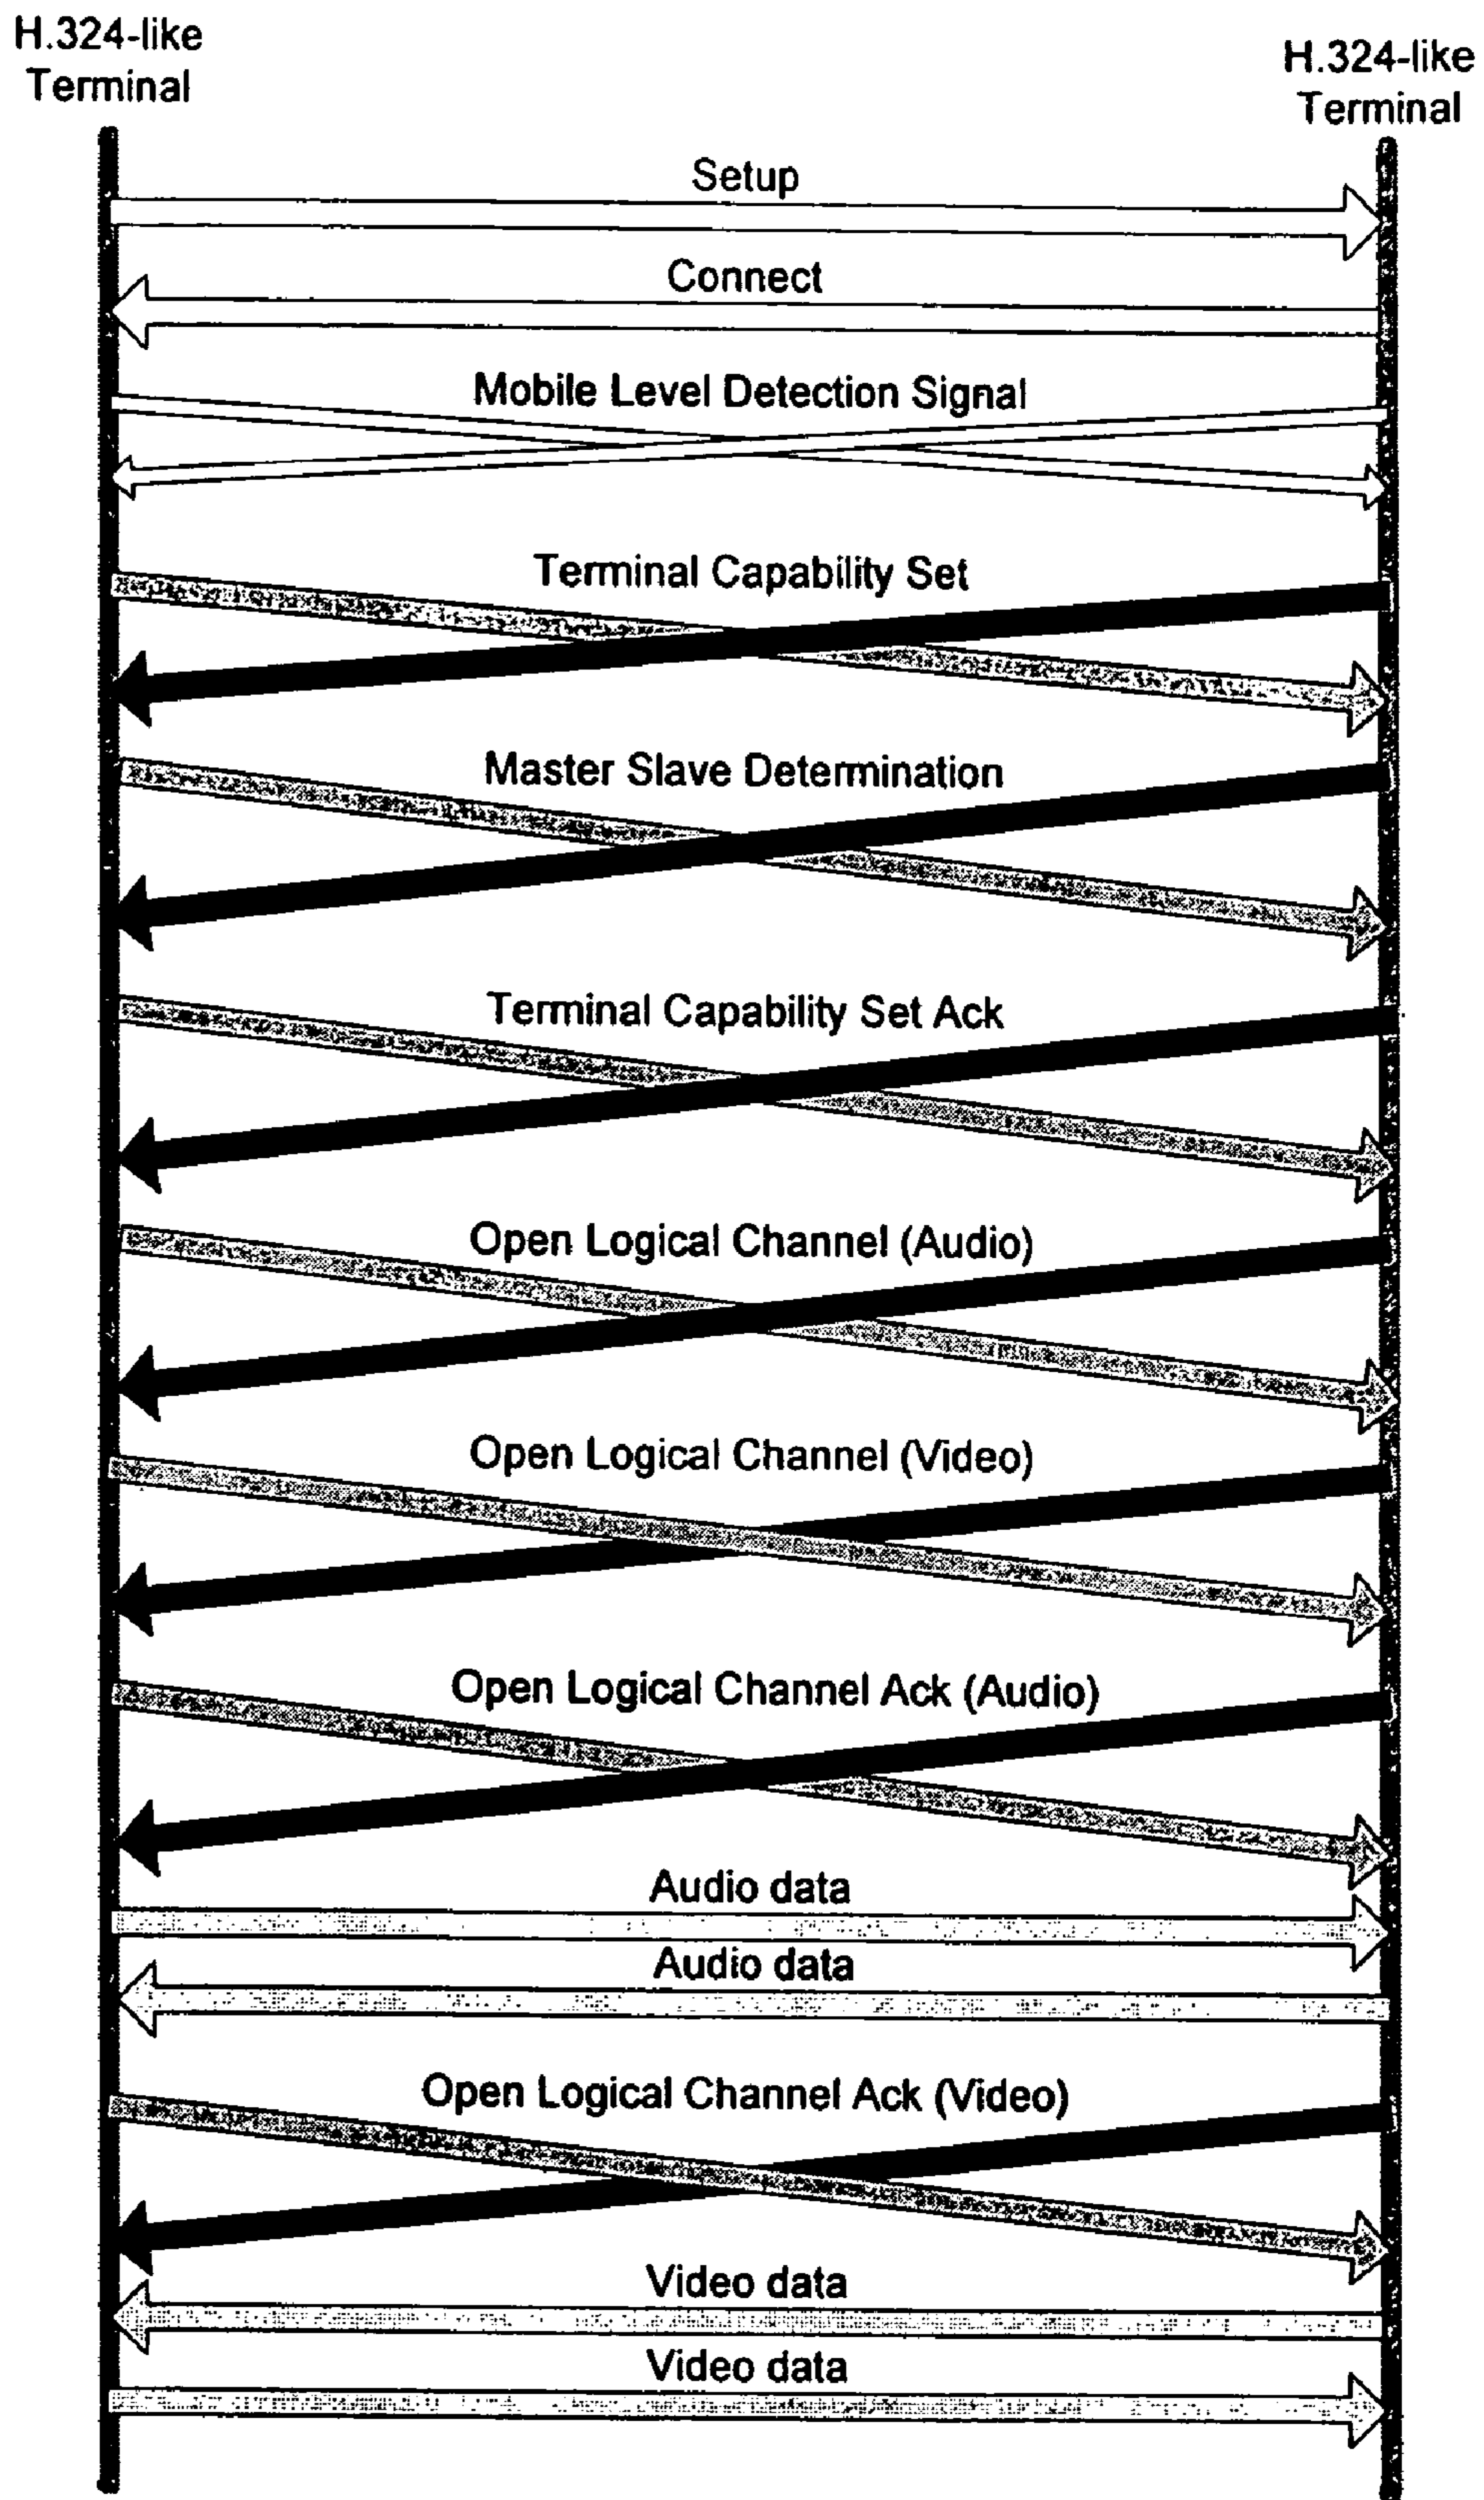 H.324-like
Terminal
H.324-like
Terminal
Setup
Connect
Mobile Level Detection Signal
Terminal Capability Set
Master Slave Determination
Terminal Capability Set Ack
Open Logical Channel (Audio)
Open Logical Channel (Video)
Open Logical Channel Ack (Audio)
Audio data
Audio data
Open Logical Channel Ack (Video)
Video data
Video data